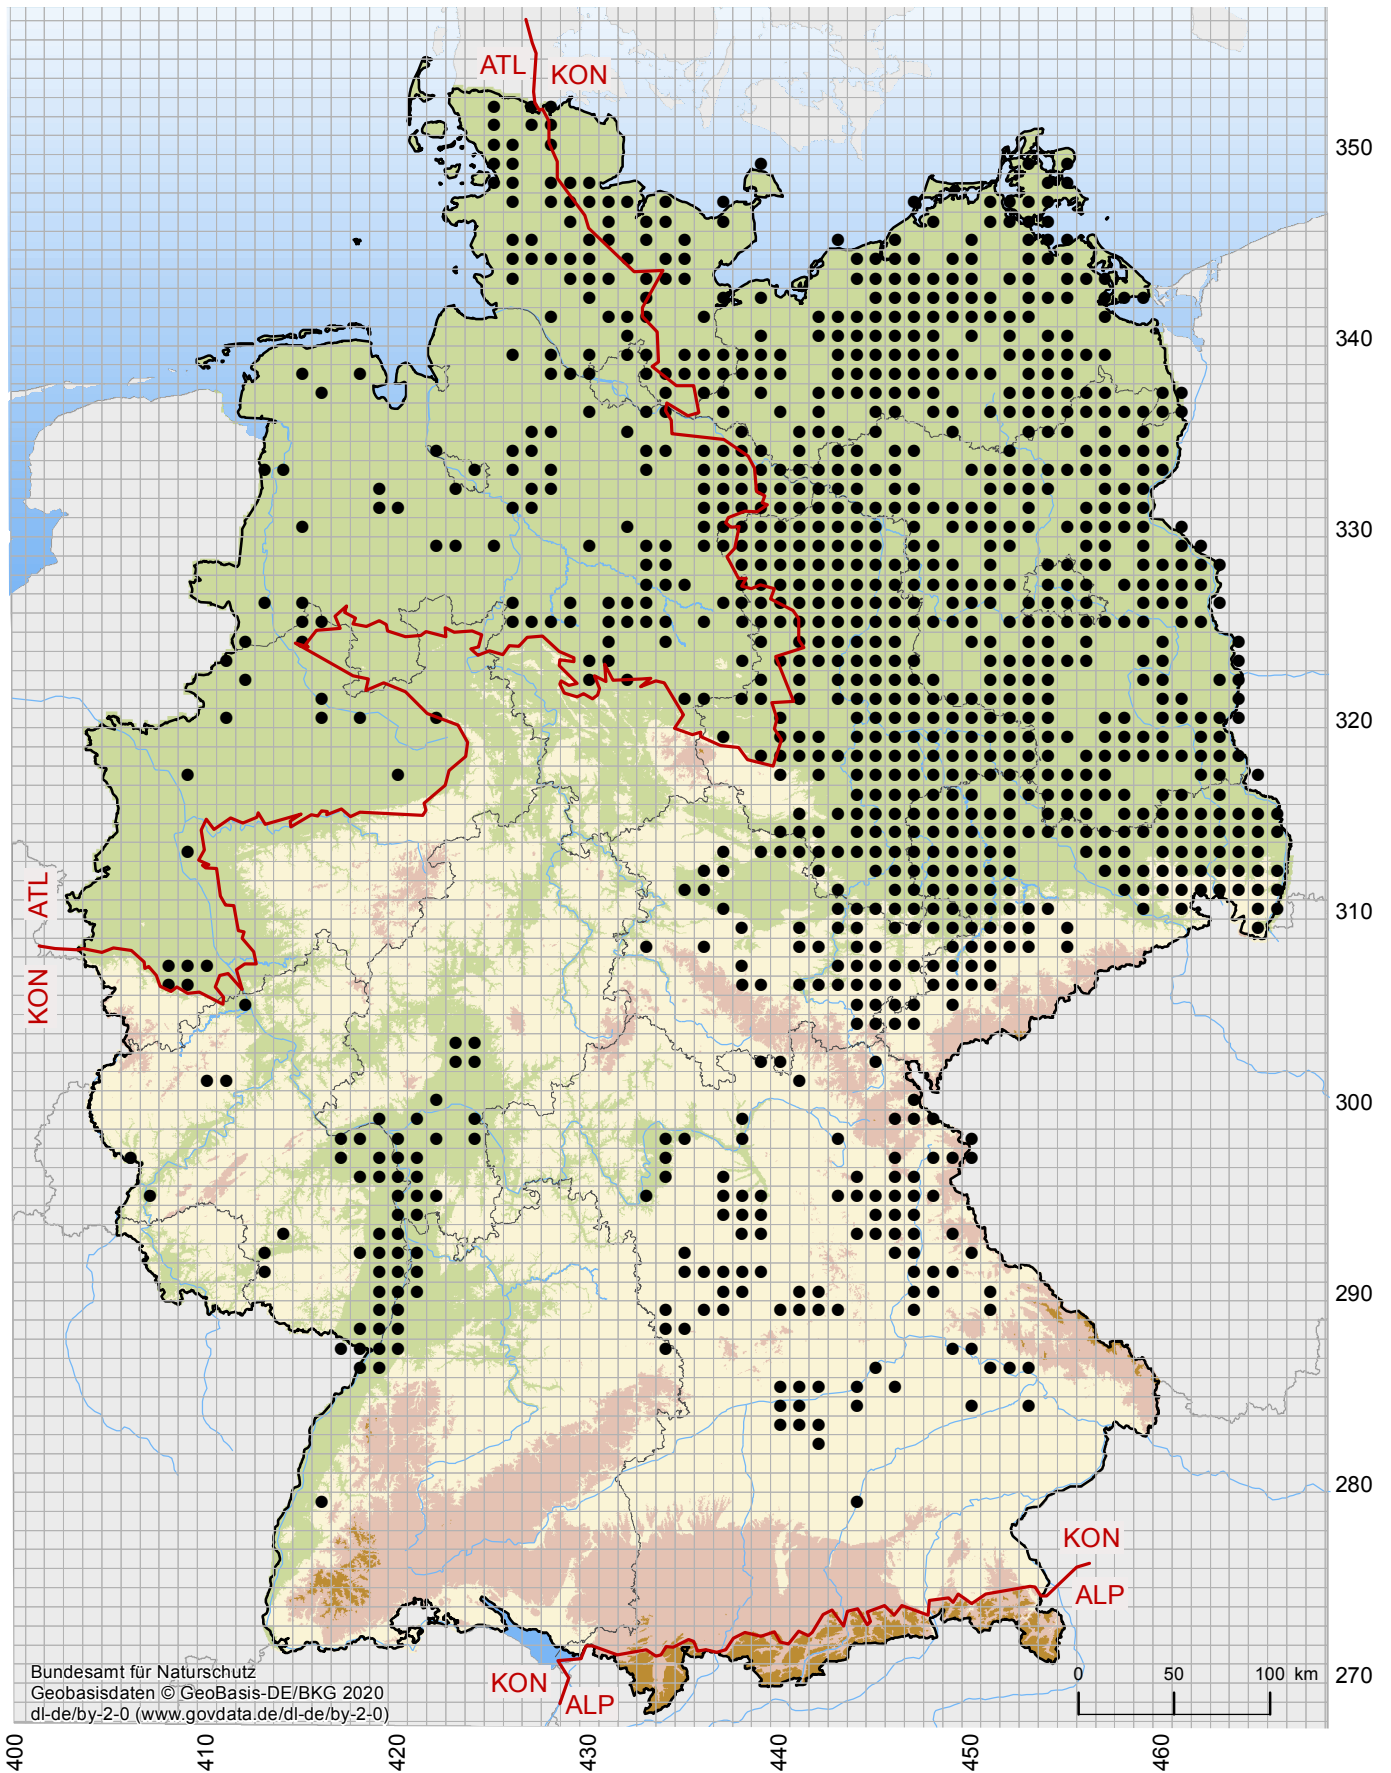 ATL
KON
350
340
330
320
310
ATL
KON
300
290
280
KON
ALP
Bundesamt für Naturschutz
Geobasisdaten © GeoBasis-DE/BKG 2020
dl-de/by-2-0 (www.govdata.de/dl-de/by-2-0)
KON
ALP
0 50 100 km
270
400 410 420 430 440 450 460